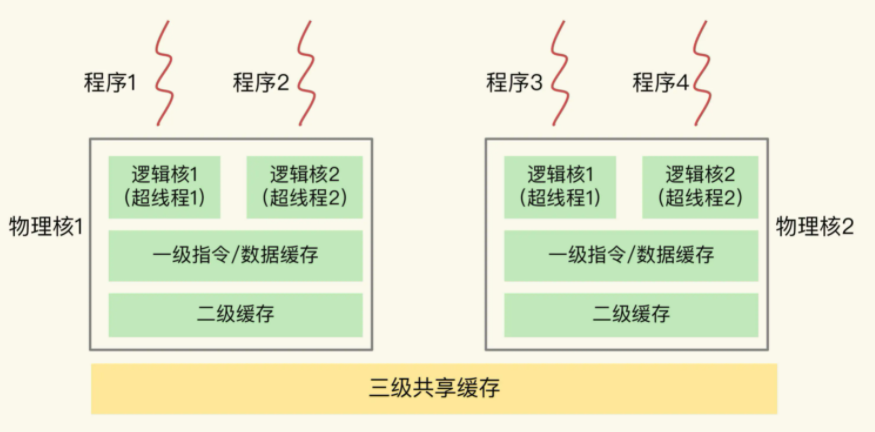 程序1
程序2
程序3
程序4
物理核1
逻辑核1
(超线程1)
逻辑核2
(超线程2)
一级指令/数据缓存
二级缓存
逻辑核1
(超线程1)
逻辑核2
(超线程2)
一级指令/数据缓存
二级缓存
物理核2
三级共享缓存